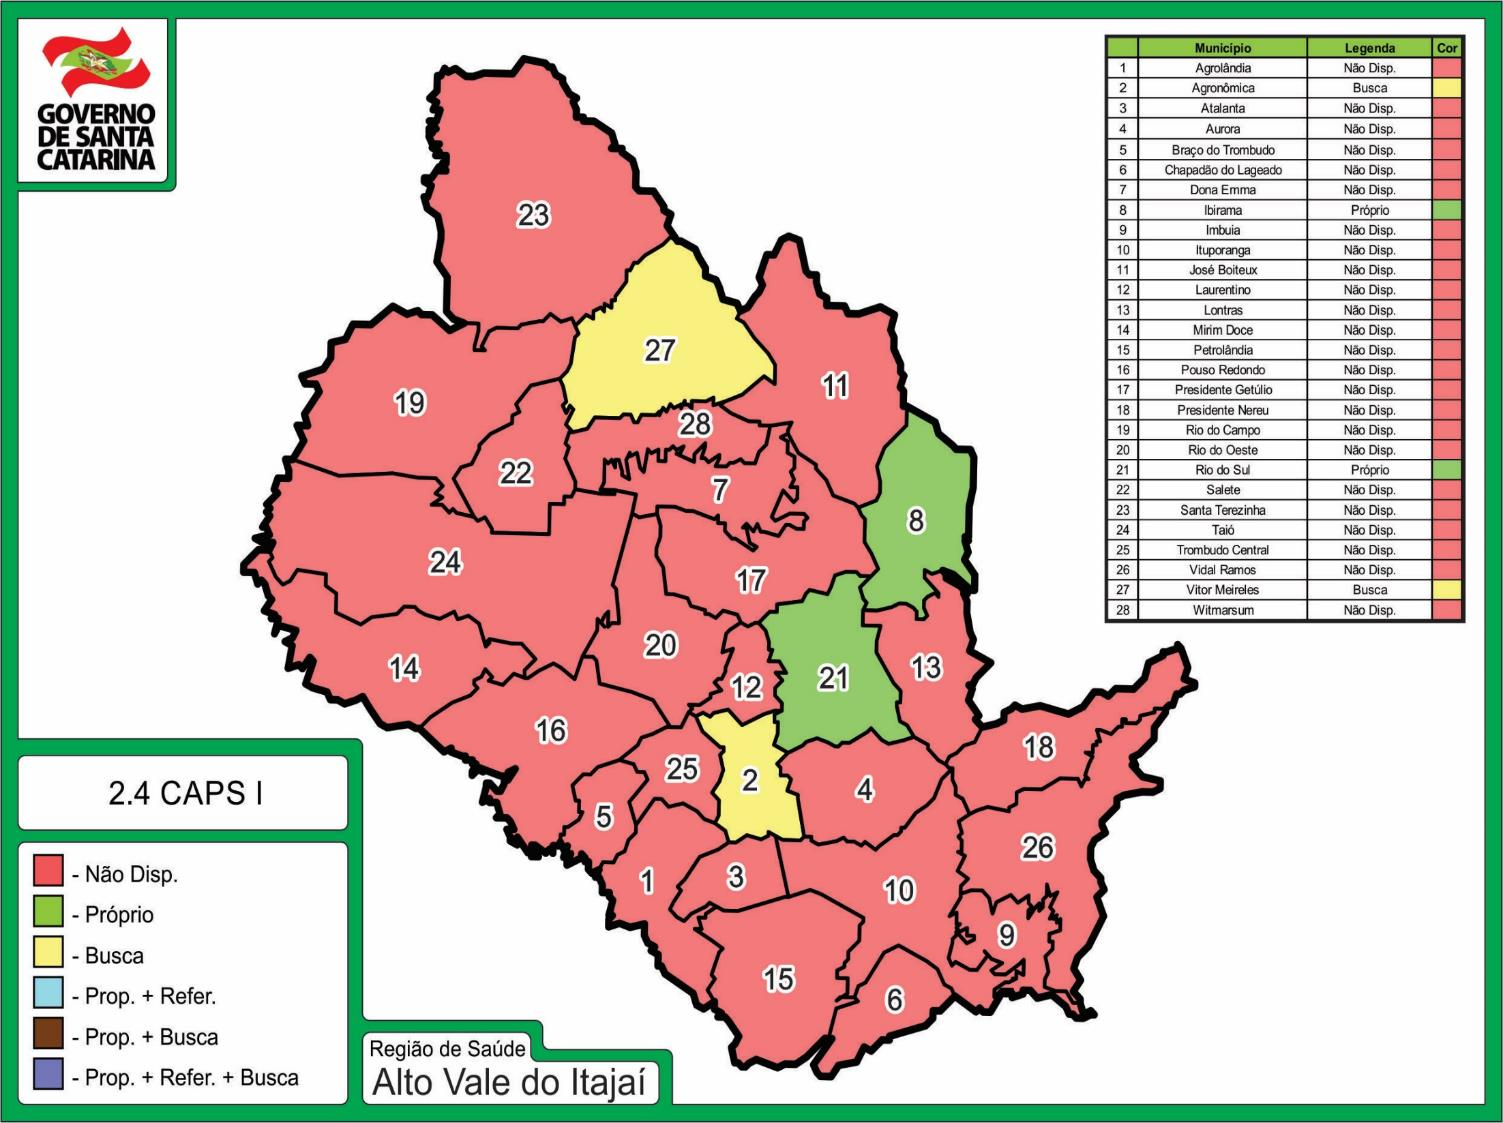 GOVERNO
DE SANTA
CATARINA
Município Legenda Cor
1 Agrolândia Não Disp.
2 Agronômica Busca
3 Atalanta Não Disp.
4 Aurora Não Disp.
5 Braço do Trombudo Não Disp.
6 Chapadão do Lageado Não Disp.
7 Dona Emma Não Disp.
8 Ibirama Próprio
9 Imbuia Não Disp.
10 Ituporanga Não Disp.
11 José Boiteux Não Disp.
12 Laurentino Não Disp.
13 Lontras Não Disp.
14 Mirim Doce Não Disp.
15 Petrolândia Não Disp.
16 Pouso Redondo Não Disp.
17 Presidente Getúlio Não Disp.
18 Presidente Nereu Não Disp.
19 Rio do Campo Não Disp.
20 Rio do Oeste Não Disp.
21 Rio do Sul Próprio
22 Salete Não Disp.
23 Santa Terezinha Não Disp.
24 Taió Não Disp.
25 Trombudo Central Não Disp.
26 Vidal Ramos Não Disp.
27 Vitor Meireles Busca
28 Witmarsum Não Disp.
23
27
11
19
28
22
7
8
24
17
20
14
12
21
13
16
18
25
2
4
5
26
1
3
10
9
15
6
2.4 CAPS I
- Não Disp.
- Próprio
- Busca
- Prop. + Refer.
- Prop. + Busca
- Prop. + Refer. + Busca
Região de Saúde
Alto Vale do Itajaí